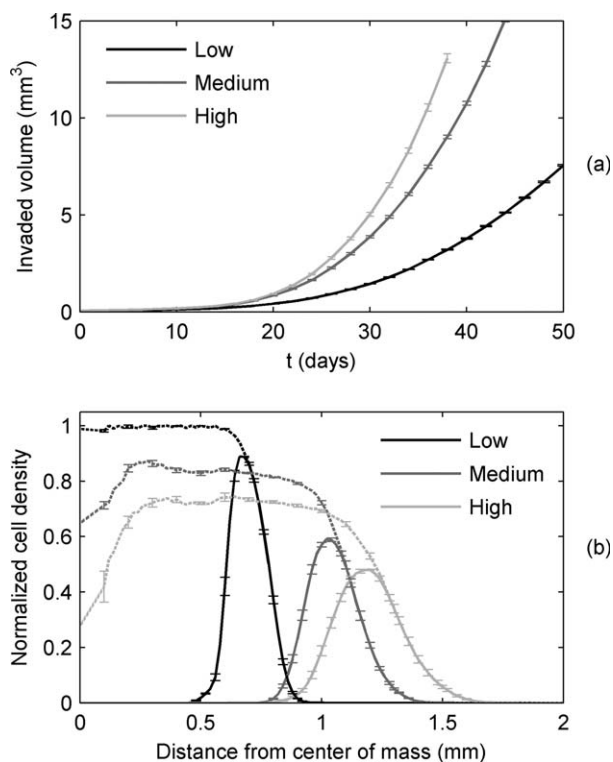 15
10
5
0
Invaded volume (mm³)
Low
Medium
High
(a)
0 10 20 30 40 50
t (days)
1
0.8
0.6
0.4
0.2
0
Normalized cell density
Low
Medium
High
(b)
0 0.5 1 1.5 2
Distance from center of mass (mm)